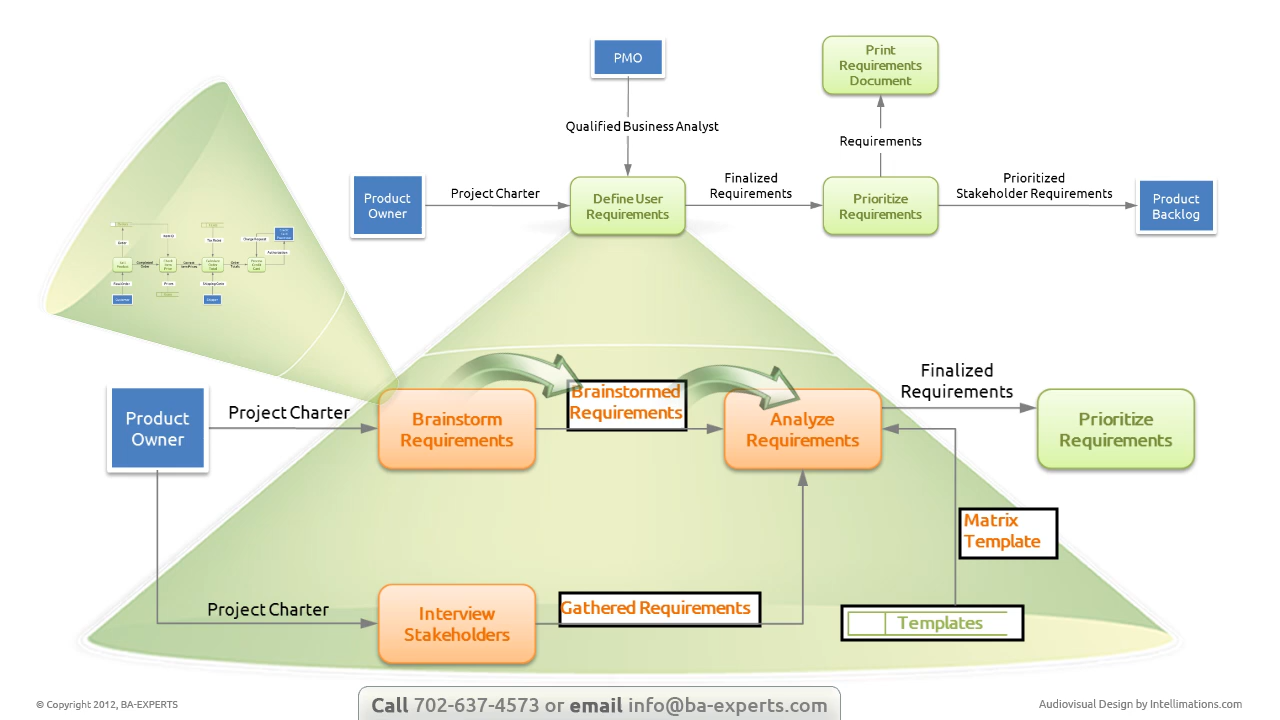 PMO
Print
Requirements
Document
Qualified Business Analyst
Requirements
Product
Owner
Project Charter
Define User
Requirements
Finalized
Requirements
Prioritize
Requirements
Prioritized
Stakeholder Requirements
Product
Backlog
Product
Owner
Project Charter
Brainstorm
Requirements
Brainstormed
Requirements
Analyze
Requirements
Finalized
Requirements
Prioritize
Requirements
Matrix
Template
Project Charter
Interview
Stakeholders
Gathered Requirements
Templates
© Copyright 2012, BA-EXPERTS
Call 702-637-4573 or email info@ba-experts.com
Audiovisual Design by Intellimations.com